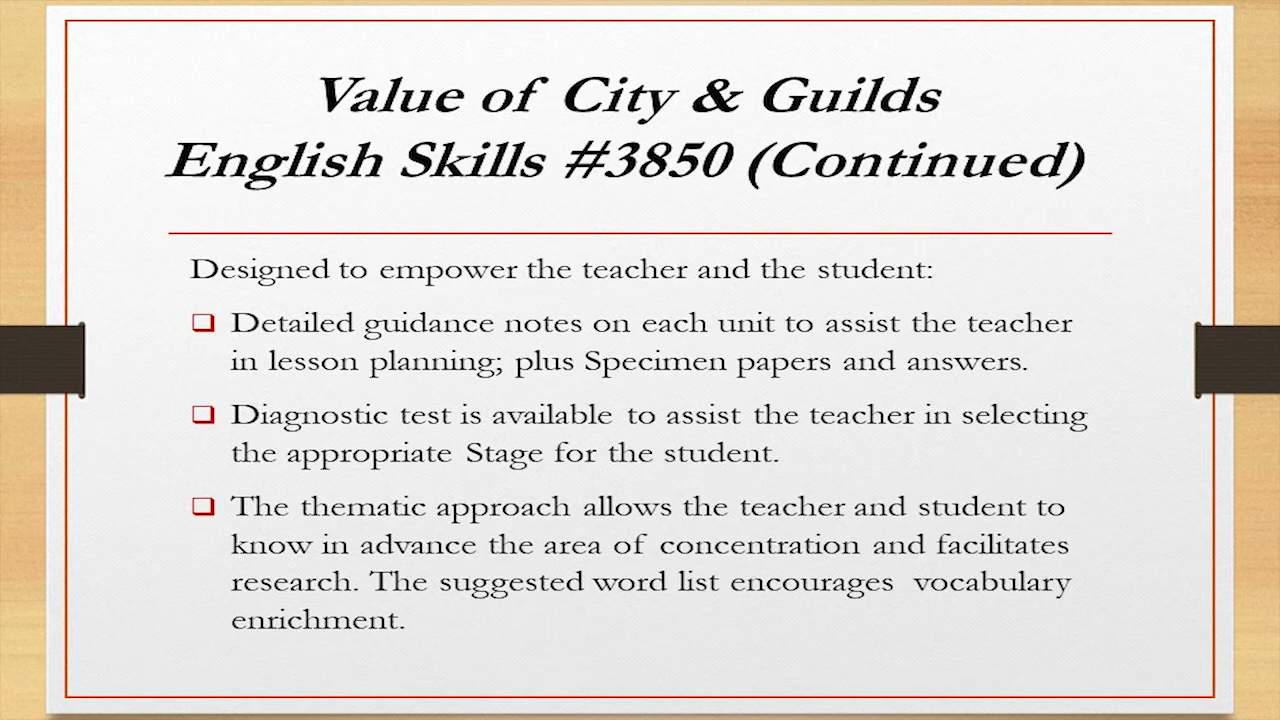 Value of City & Guilds
English Skills #3850 (Continued)
Designed to empower the teacher and the student:
Detailed guidance notes on each unit to assist the teacher
in lesson planning; plus Specimen papers and answers.
Diagnostic test is available to assist the teacher in selecting
the appropriate Stage for the student.
The thematic approach allows the teacher and student to
know in advance the area of concentration and facilitates
research. The suggested word list encourages vocabulary
enrichment.